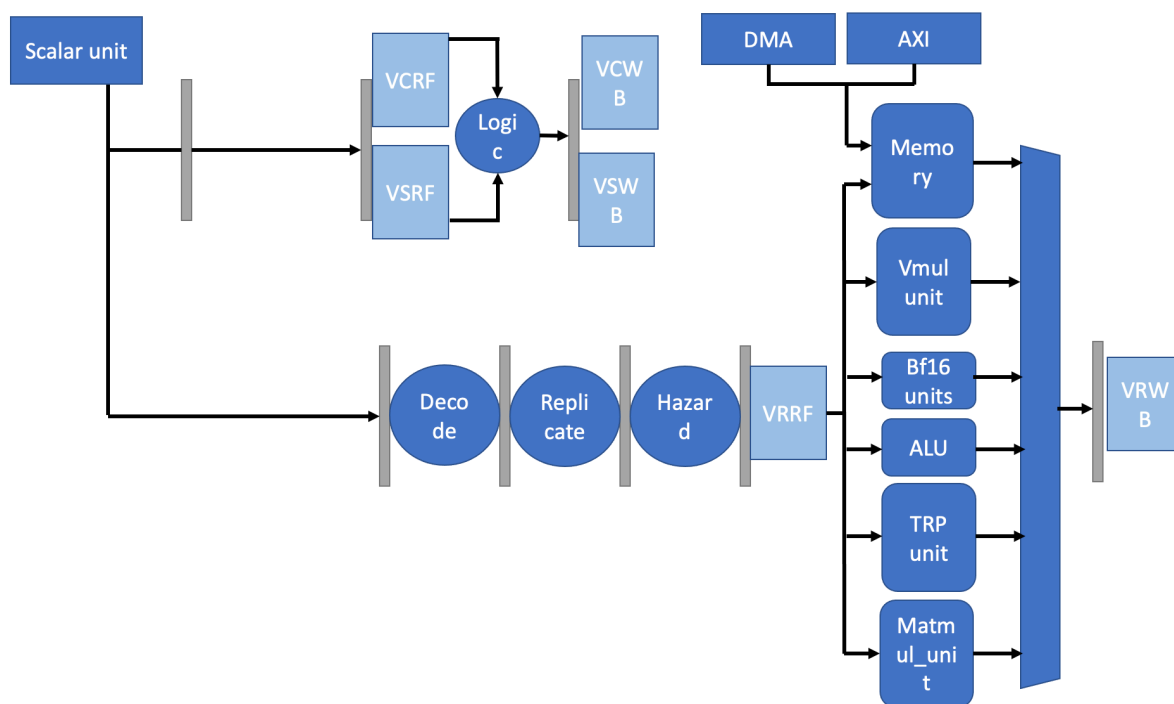 Scalar unit
VCRF
VSRF
Logi
c
VCW
B
VSW
B
DMA
AXI
Memo
ry
Vmul
unit
Bf16
units
ALU
TRP
unit
Matm
ul_uni
t
Deco
de
Repli
cate
Hazar
d
VRRF
VRW
B